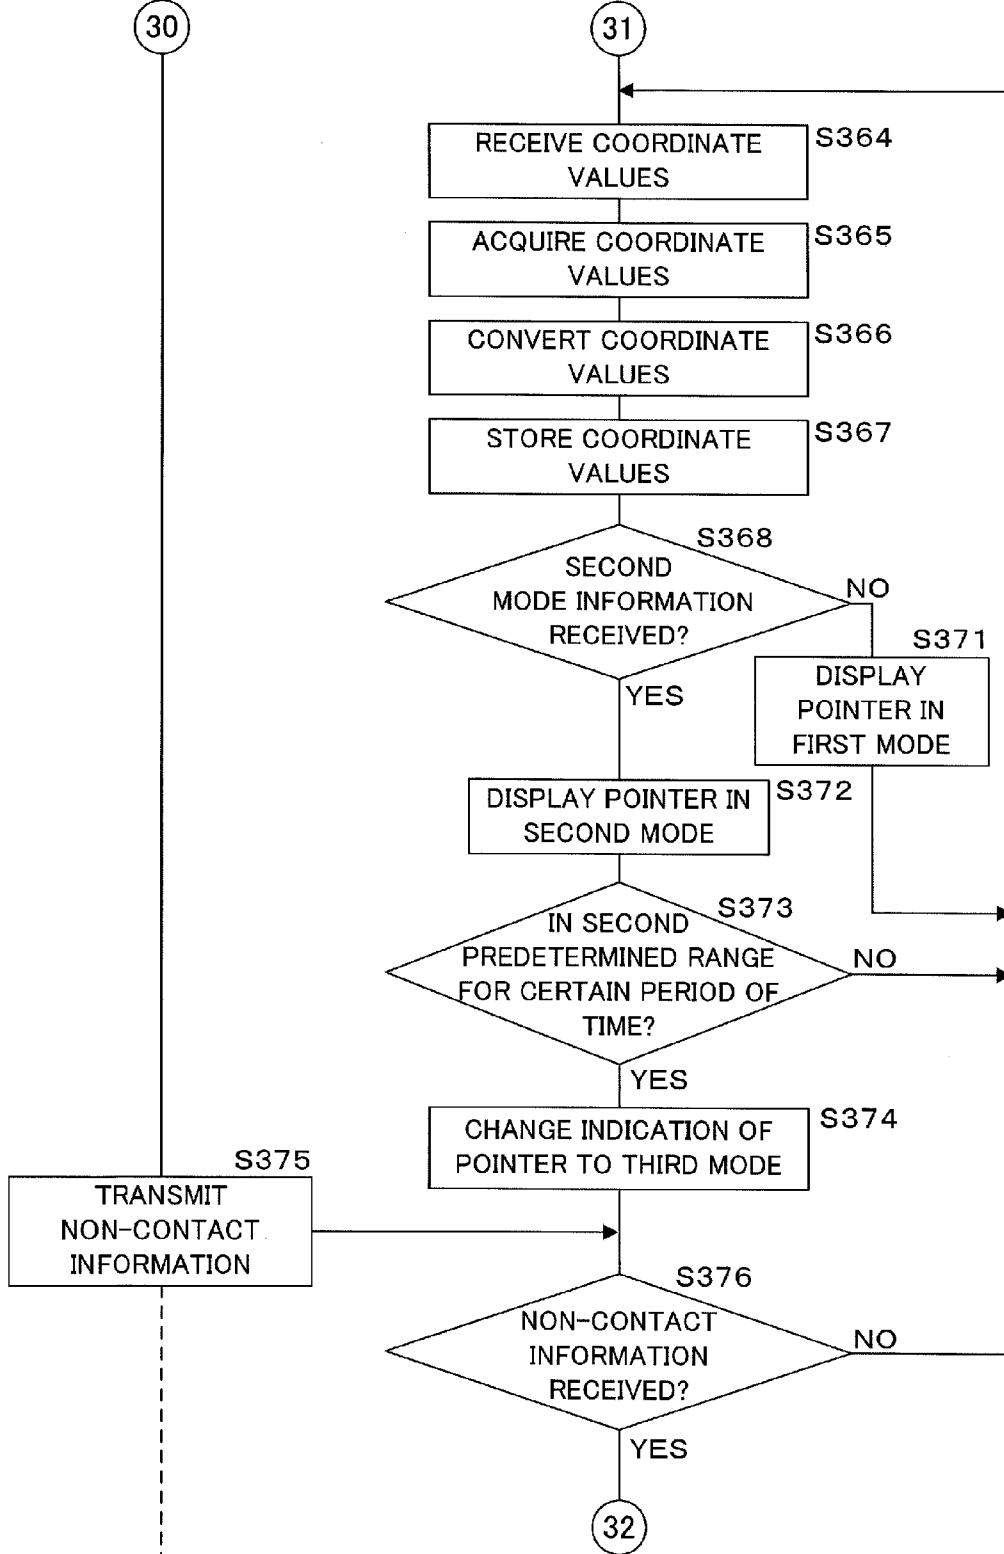 30
31
RECEIVE COORDINATE
VALUES
S364
ACQUIRE COORDINATE
VALUES
S365
CONVERT COORDINATE
VALUES
S366
STORE COORDINATE
VALUES
S367
S368
SECOND
MODE INFORMATION
RECEIVED?
NO
YES
S371
DISPLAY
POINTER IN
FIRST MODE
S372
DISPLAY POINTER IN
SECOND MODE
S373
IN SECOND
PREDETERMINED RANGE
FOR CERTAIN PERIOD OF
TIME?
NO
YES
S374
CHANGE INDICATION OF
POINTER TO THIRD MODE
S375
TRANSMIT
NON-CONTACT
INFORMATION
S376
NON-CONTACT
INFORMATION
RECEIVED?
NO
YES
32